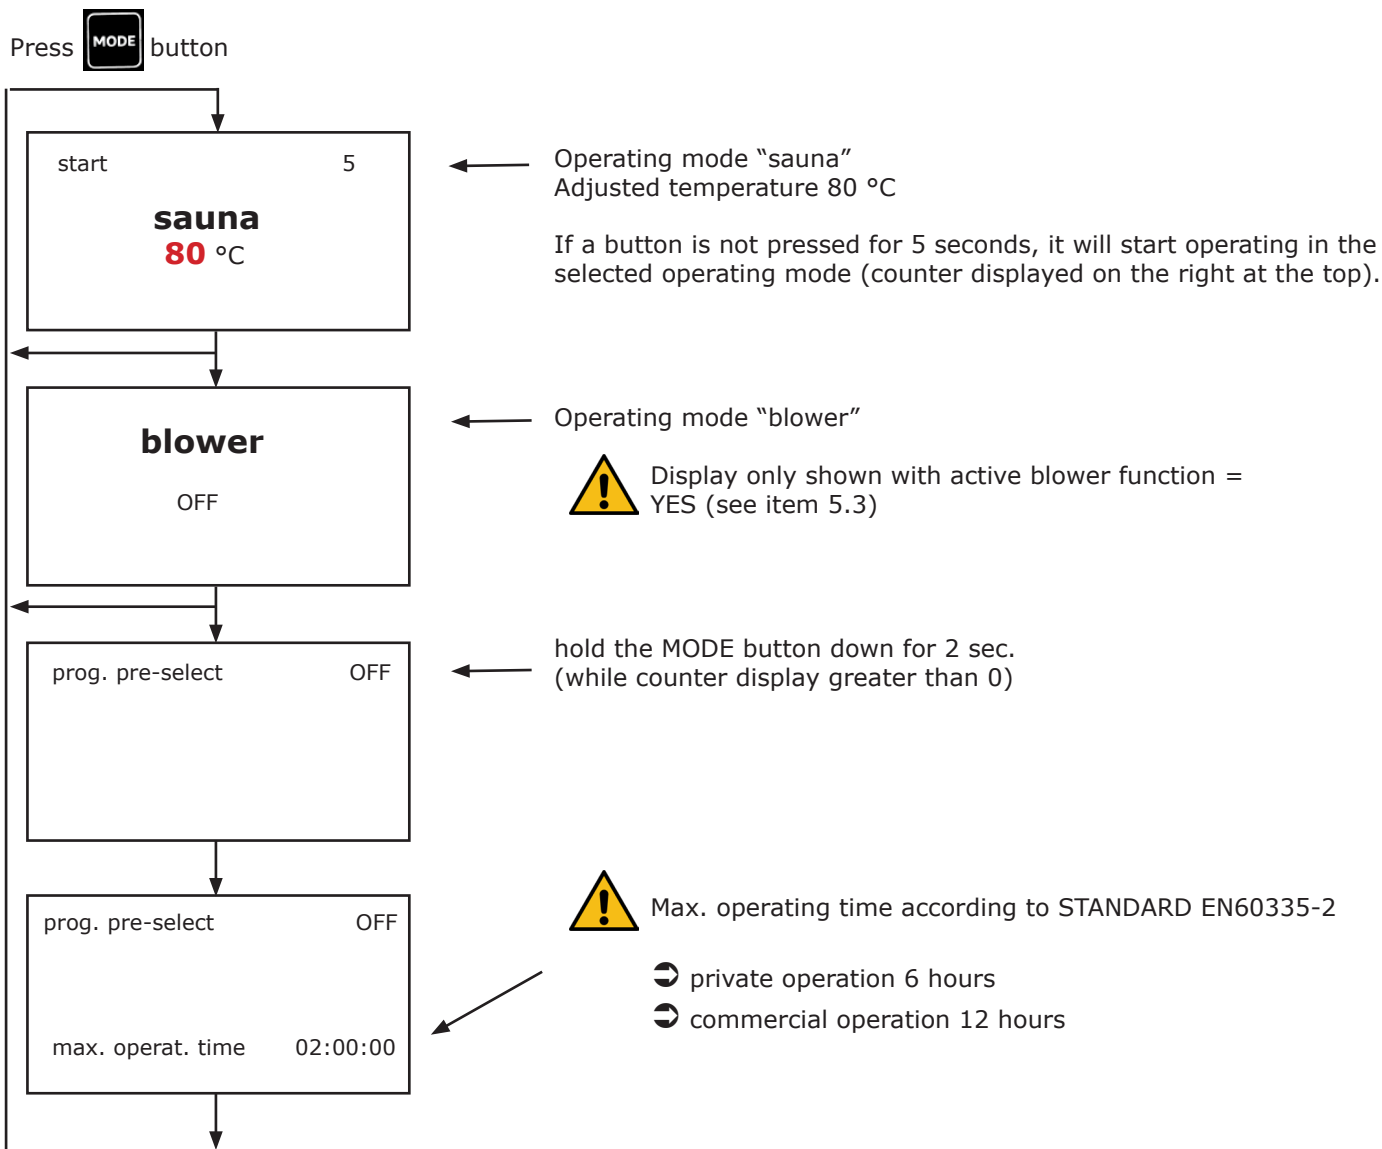 Press MODE button
start 5
sauna
80 °C
Operating mode “sauna”
Adjusted temperature 80 °C
If a button is not pressed for 5 seconds, it will start operating in the
selected operating mode (counter displayed on the right at the top).
blower
OFF
Operating mode “blower”
Display only shown with active blower function =
YES (see item 5.3)
prog. pre-select OFF
hold the MODE button down for 2 sec.
(while counter display greater than 0)
prog. pre-select OFF
max. operat. time 02:00:00
Max. operating time according to STANDARD EN60335-2
➲ private operation 6 hours
➲ commercial operation 12 hours